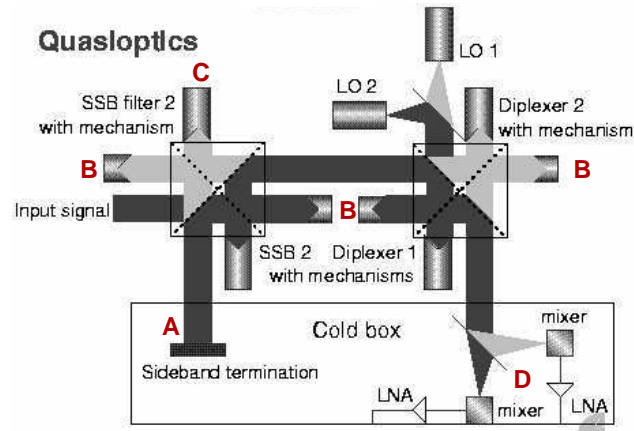 Quasloptics
C
LO 1
SSB filter 2
with mechanism
LO 2
Diplexer 2
with mechanism
B
B
B
Input signal
SSB 2
Diplexer 1
with mechanisms
A
Cold box
mixer
Sideband termination
D
LNA
mixer
LNA